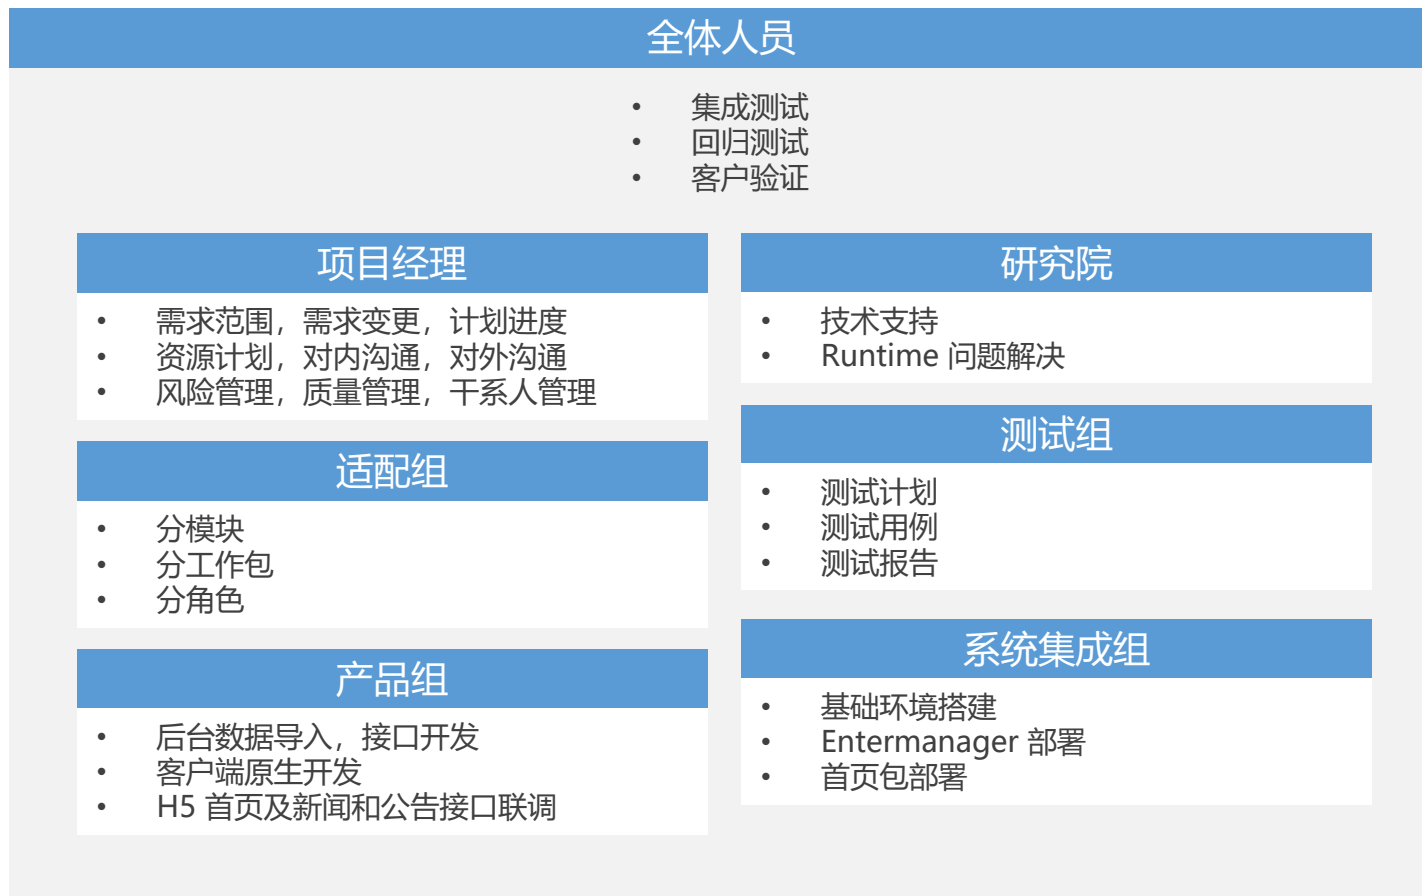 全体人员
• 集成测试
• 回归测试
• 客户验证
项目经理
• 需求范围，需求变更，计划进度
• 资源计划，对内沟通，对外沟通
• 风险管理，质量管理，干系人管理
适配组
• 分模块
• 分工作包
• 分角色
产品组
• 后台数据导入，接口开发
• 客户端原生开发
• H5 首页及新闻和公告接口联调
研究院
• 技术支持
• Runtime 问题解决
测试组
• 测试计划
• 测试用例
• 测试报告
系统集成组
• 基础环境搭建
• Entermanager 部署
• 首页包部署